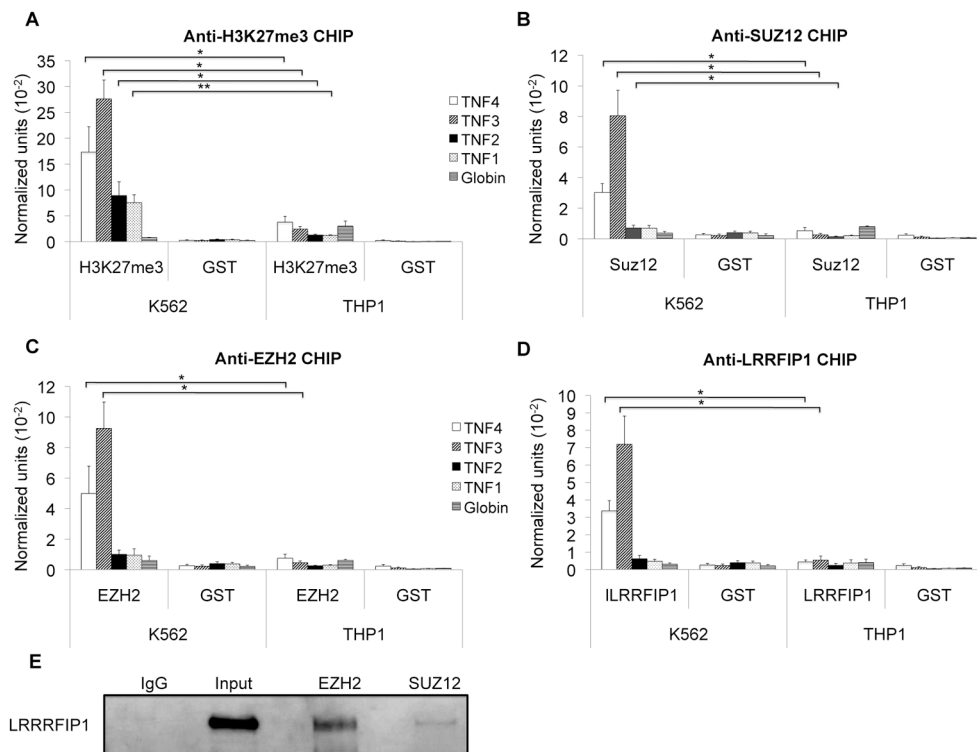 A
Anti-H3K27me3 CHIP
Normalized units (10-2)
35
30
25
20
15
10
5
0
*
*
*
**
H3K27me3 GST H3K27me3 GST
K562 THP1
TNF4
TNF3
TNF2
TNF1
Globin
B
Anti-SUZ12 CHIP
Normalized units (10-2)
12
10
8
6
4
2
0
*
*
*
Suz12 GST Suz12 GST
K562 THP1
C
Anti-EZH2 CHIP
Normalized units (10-2)
12
10
8
6
4
2
0
*
*
EZH2 GST EZH2 GST
K562 THP1
TNF4
TNF3
TNF2
TNF1
Globin
D
Anti-LRRFIP1 CHIP
Normalized units (10-2)
10
9
8
7
6
5
4
3
2
1
0
*
*
ILRRFIP1 GST LRRFIP1 GST
K562 THP1
E
IgG Input EZH2 SUZ12
LRRRFIP1